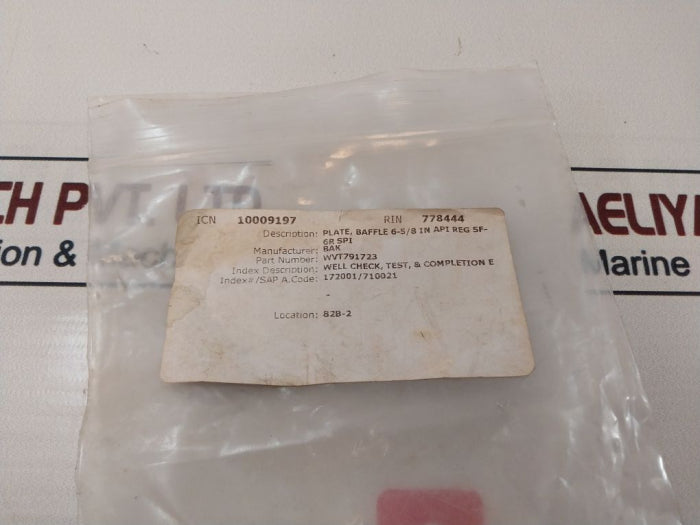 CH PVT. LTD
AELIY
ion &
Marine
ICN 10009197 RIN 778444
Description: PLATE, BAFFLE 6-5/8 IN API REG SF-
6R SPI
Manufacturer: BAK
Part Number: WVT791723
Index Description: WELL CHECK, TEST, & COMPLETION E
Index#/SAP A.Code: 172001/710021
Location: 82B-2